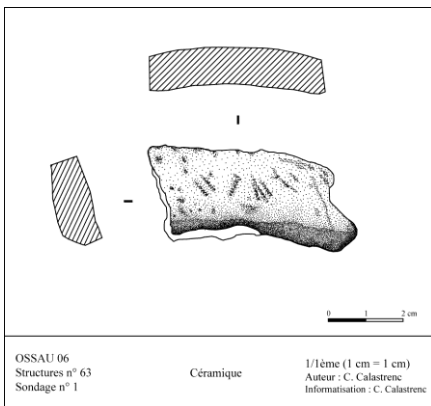 0 1 2 cm
OSSAU 06
Structures n° 63
Sondage n° 1
Céramique
1/1ème (1 cm = 1 cm)
Auteur : C. Calastrenc
Informatisation : C. Calastrenc